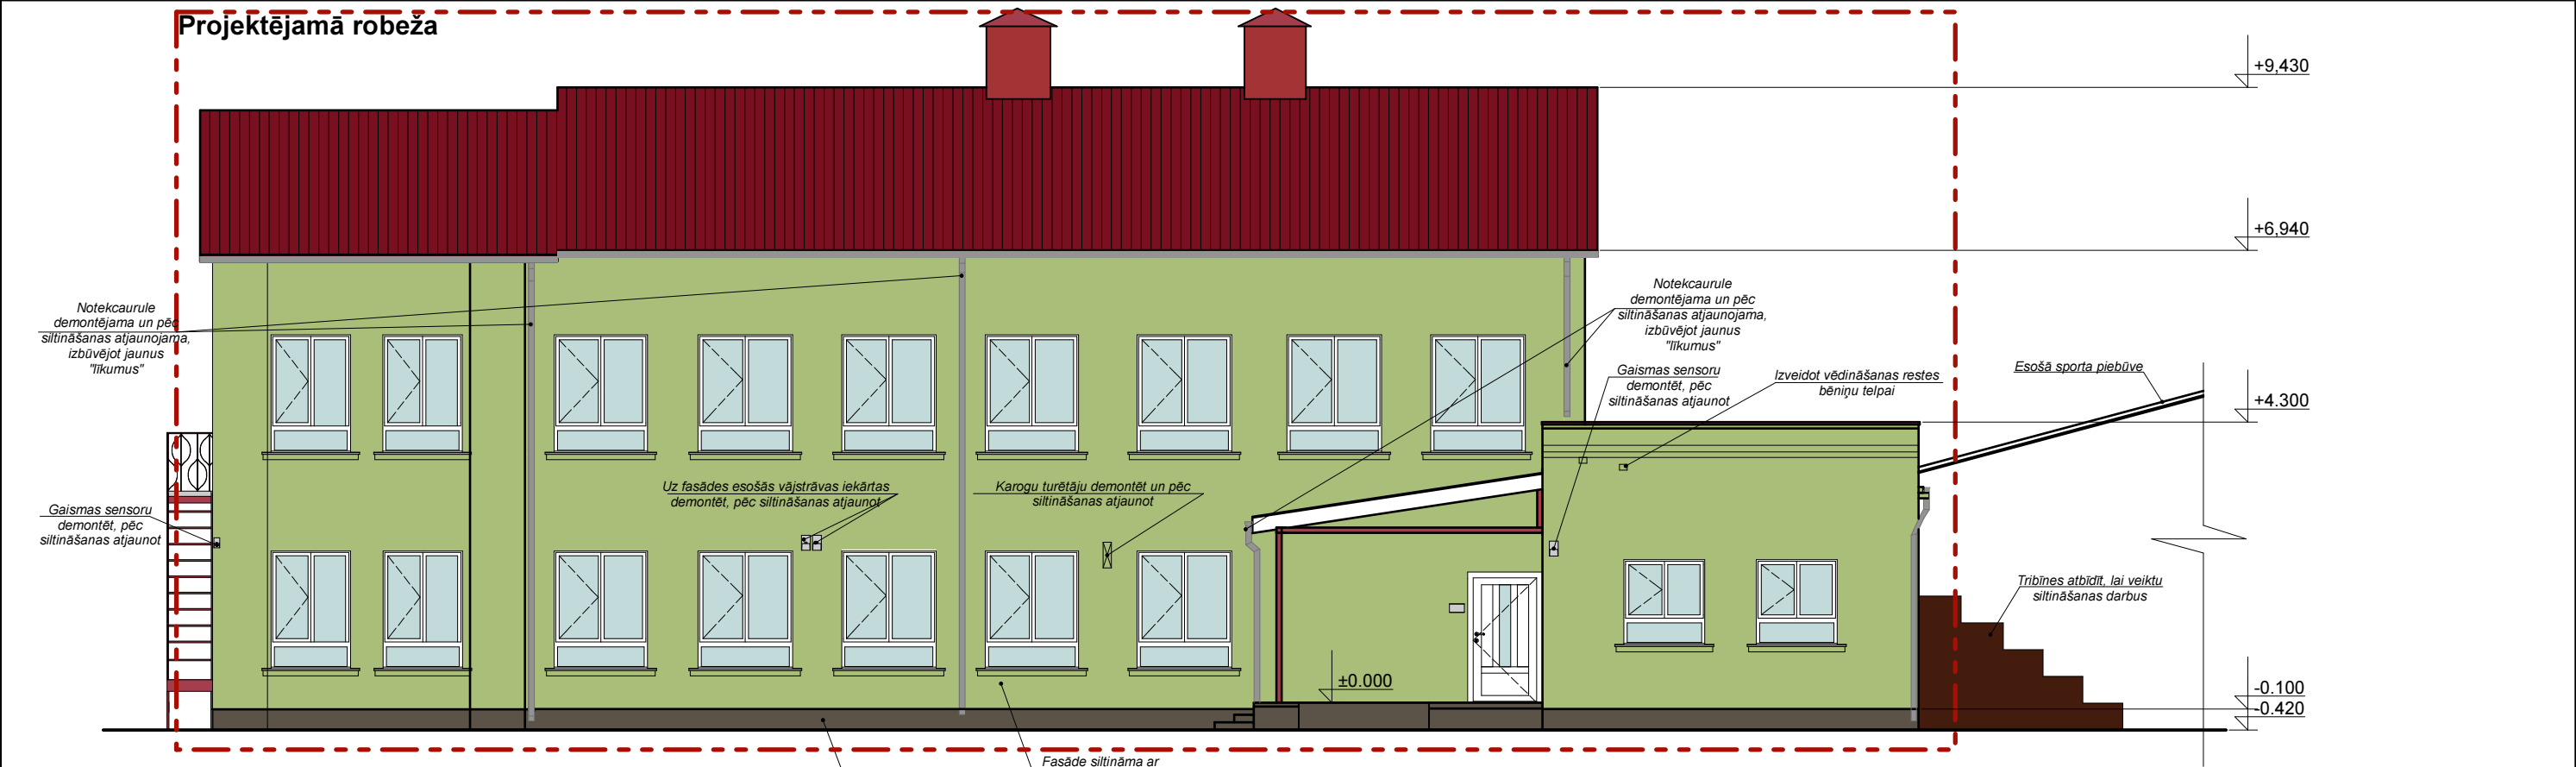 Projektējamā robeža
+9,430
+6,940
Notekcaurule
demontējama un pēc
siltināšanas atjaunojama,
izbūvējot jaunus
"līkumus"
Notekcaurule
demontējama un pēc
siltināšanas atjaunojama,
izbūvējot jaunus
"līkumus"
Gaismas sensoru
demontēt, pēc
siltināšanas atjaunot
Izveidot vēdināšanas restes
bēniņu telpai
Esošā sporta piebūve
+4.300
Uz fasādes esošās vājstrāvas iekārtas
demontēt, pēc siltināšanas atjaunot
Karogu turētāju demontēt un pēc
siltināšanas atjaunot
Gaismas sensoru
demontēt, pēc
siltināšanas atjaunot
Tribīnes atbīdīt, lai veiktu
siltināšanas darbus
±0.000
-0.100
-0.420
Fasāde siltināma ar